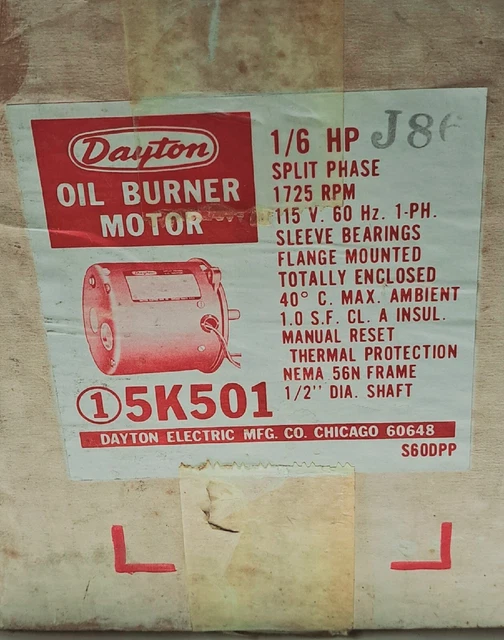 Dayton
OIL BURNER
MOTOR
1/6 HP
SPLIT PHASE
1725 RPM
115 V. 60 Hz. 1-PH.
SLEEVE BEARINGS
FLANGE MOUNTED
TOTALLY ENCLOSED
40° C. MAX. AMBIENT
1.0 S.F. CL. A INSUL.
MANUAL RESET
THERMAL PROTECTION
NEMA 56N FRAME
1/2'' DIA. SHAFT
① 5K501
DAYTON ELECTRIC MFG. CO. CHICAGO 60648
S60DPP